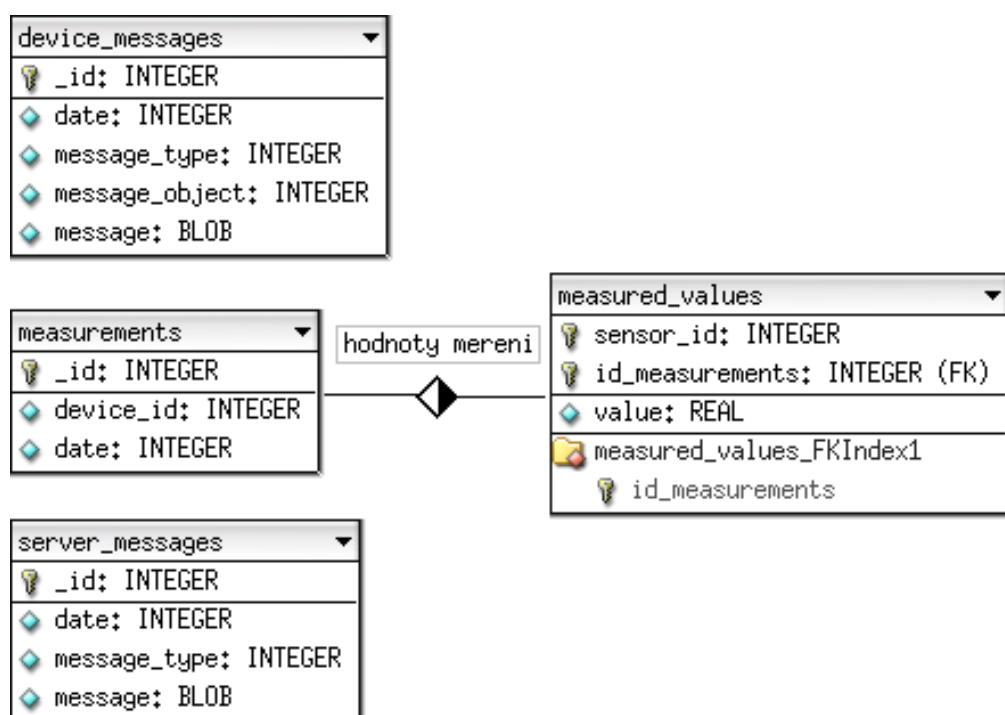 device_messages
_id: INTEGER
date: INTEGER
message_type: INTEGER
message_object: INTEGER
message: BLOB
measurements
_id: INTEGER
device_id: INTEGER
date: INTEGER
hodnoty mereni
measured_values
sensor_id: INTEGER
id_measurements: INTEGER (FK)
value: REAL
measured_values_FKIndex1
id_measurements
server_messages
_id: INTEGER
date: INTEGER
message_type: INTEGER
message: BLOB